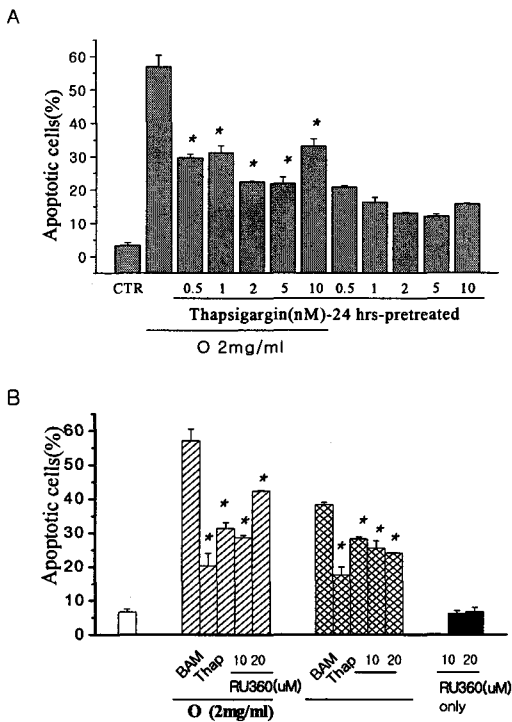 A
Apoptotic cells(%)
60
50
40
30
20
10
0
CTR
0.5 1 2 5 10 0.5 1 2 5 10
* * * * *
Thapsigargin(nM)-24 hrs-pretreated
O 2mg/ml
B
Apoptotic cells(%)
60
50
40
30
20
10
0
* * * * * * * *
BAM Thap 10 20 BAM Thap 10 20 10 20
RU360(uM) RU360(uM)
only
O (2mg/ml)